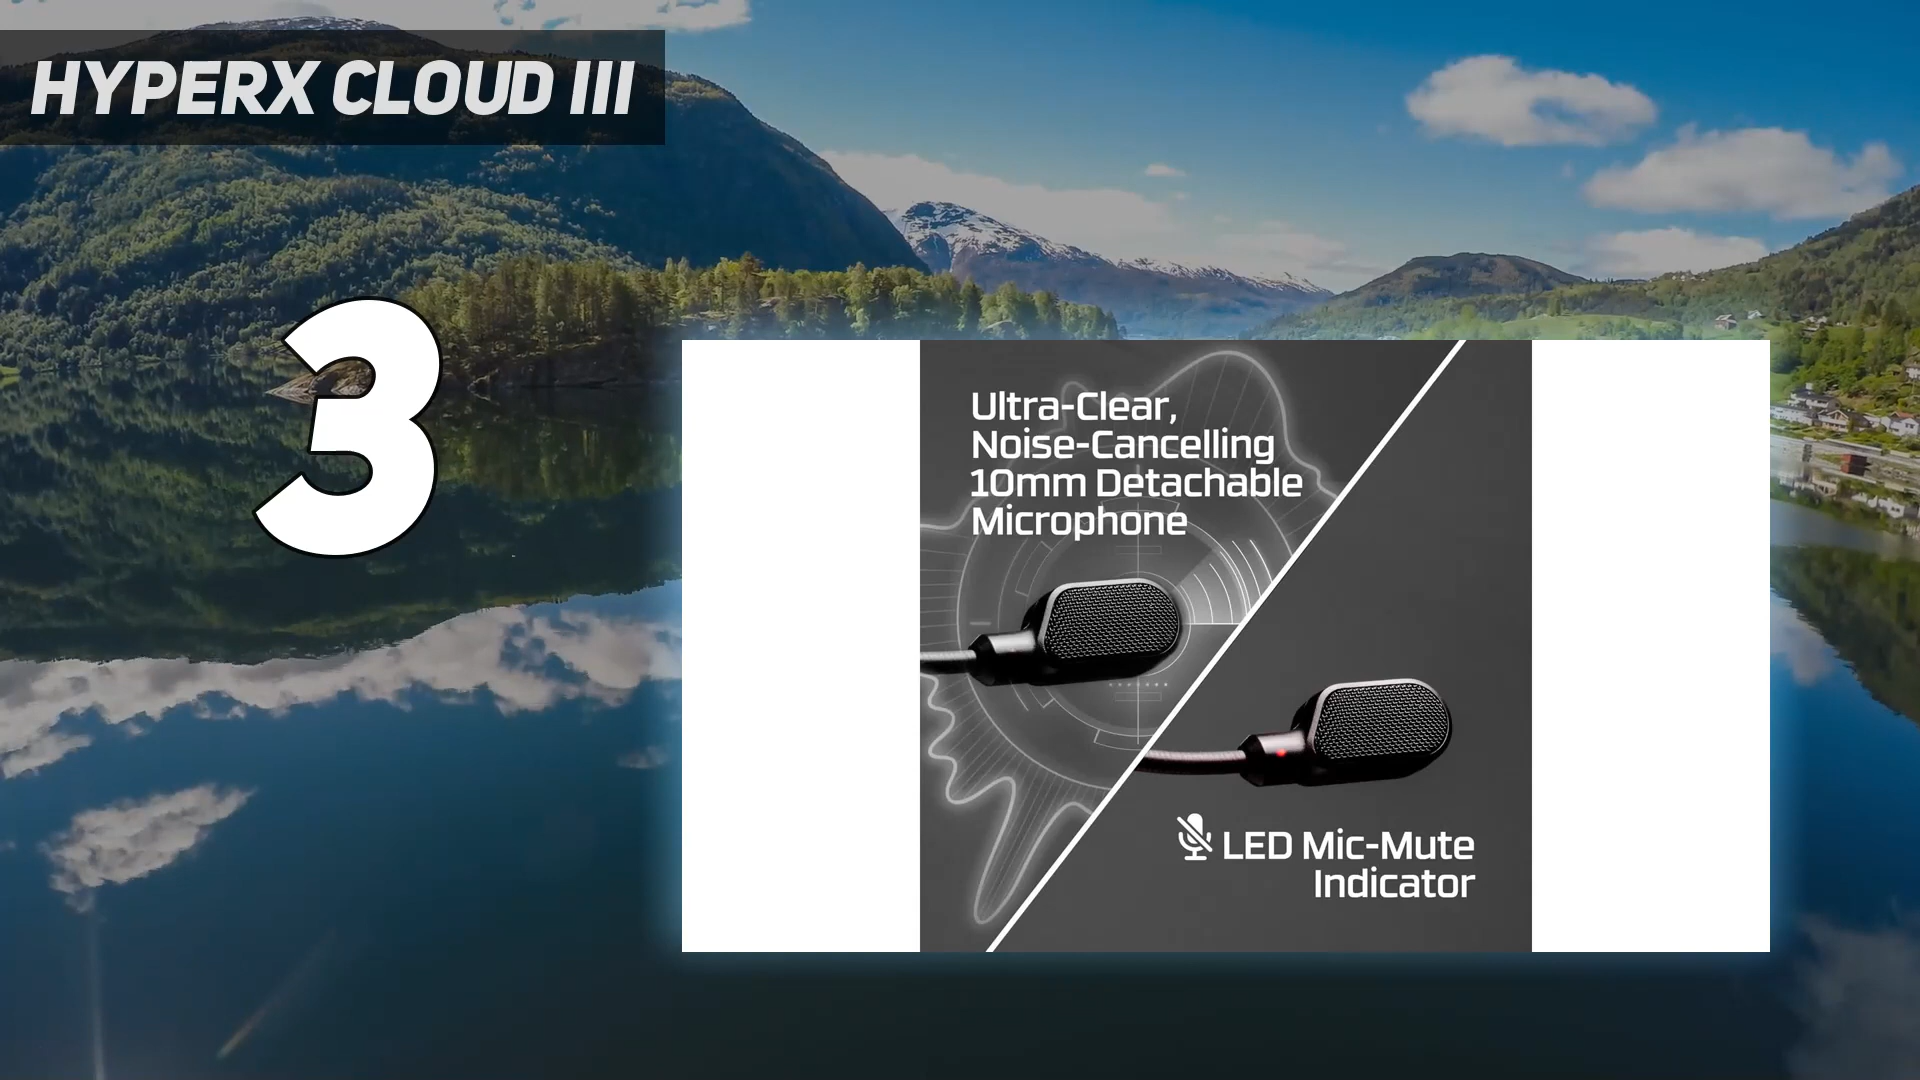 HYPERX CLOUD III
3
Ultra-Clear,
Noise-Cancelling
10mm Detachable
Microphone
LED Mic-Mute
Indicator